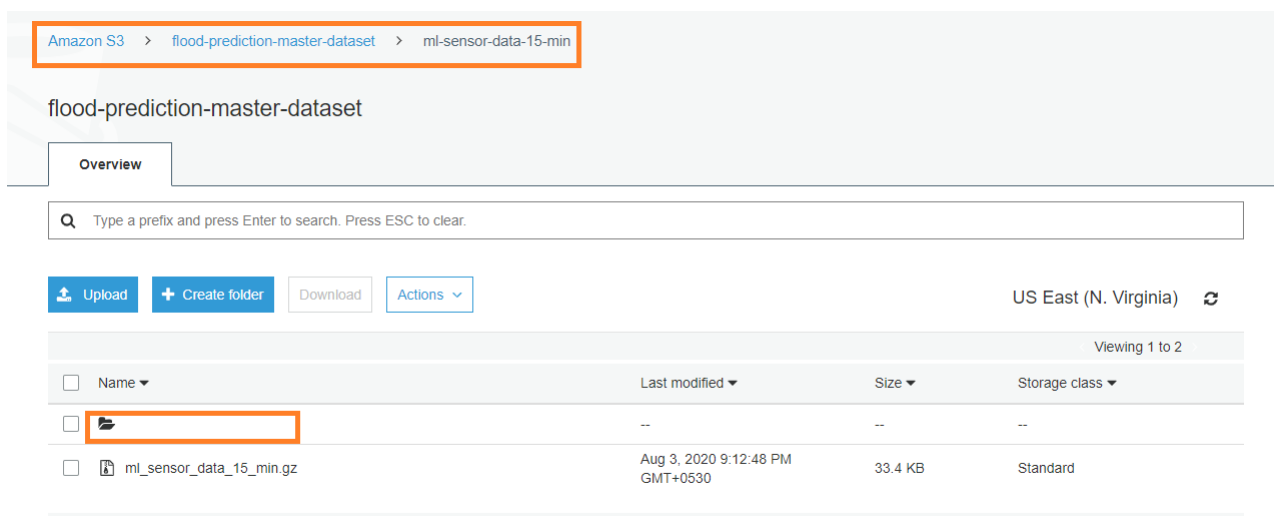 Amazon S3 > flood-prediction-master-dataset > ml-sensor-data-15-min
flood-prediction-master-dataset
Overview
Type a prefix and press Enter to search. Press ESC to clear.
Upload + Create folder Download Actions
US East (N. Virginia)
Viewing 1 to 2
Name Last modified Size Storage class
-- -- --
ml_sensor_data_15_min.gz Aug 3, 2020 9:12:48 PM 33.4 KB Standard
GMT+0530